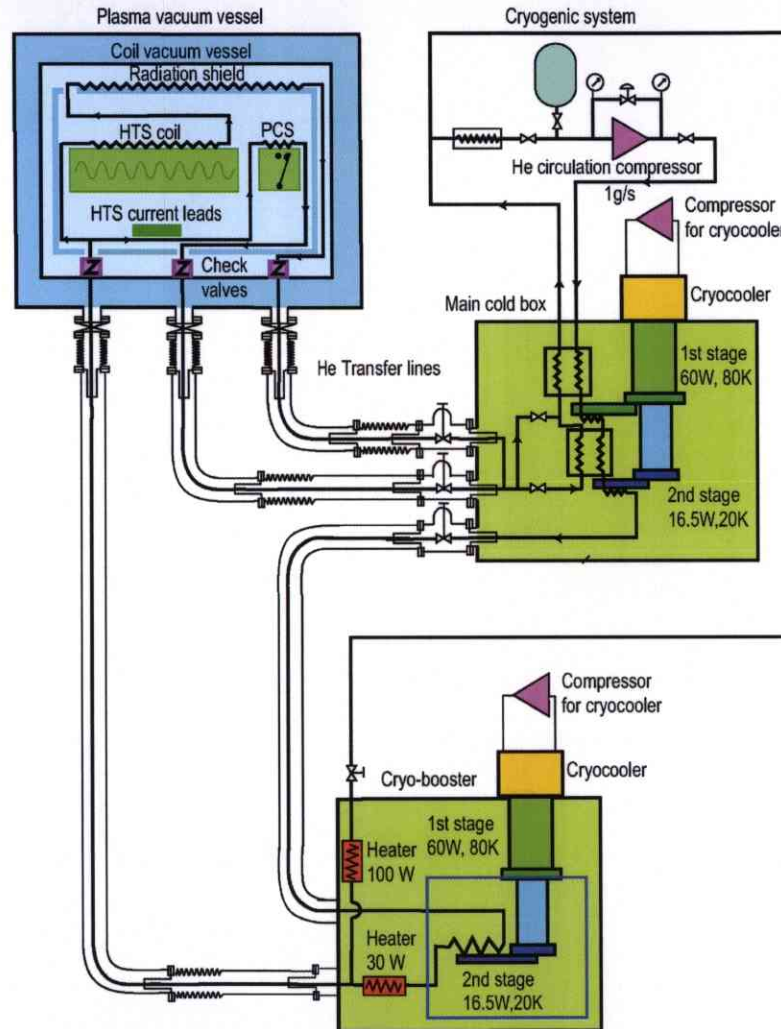 Plasma vacuum vessel
Cryogenic system
Coil vacuum vessel
Radiation shield
HTS coil
PCS
HTS current leads
Check
valves
He circulation compressor
1g/s
Compressor
for cryocooler
Cryocooler
Main cold box
1st stage
60W, 80K
He Transfer lines
2nd stage
16.5W,20K
Compressor
for cryocooler
Cryo-booster
Cryocooler
1st stage
60W, 80K
Heater
100 W
Heater
30 W
2nd stage
16.5W,20K